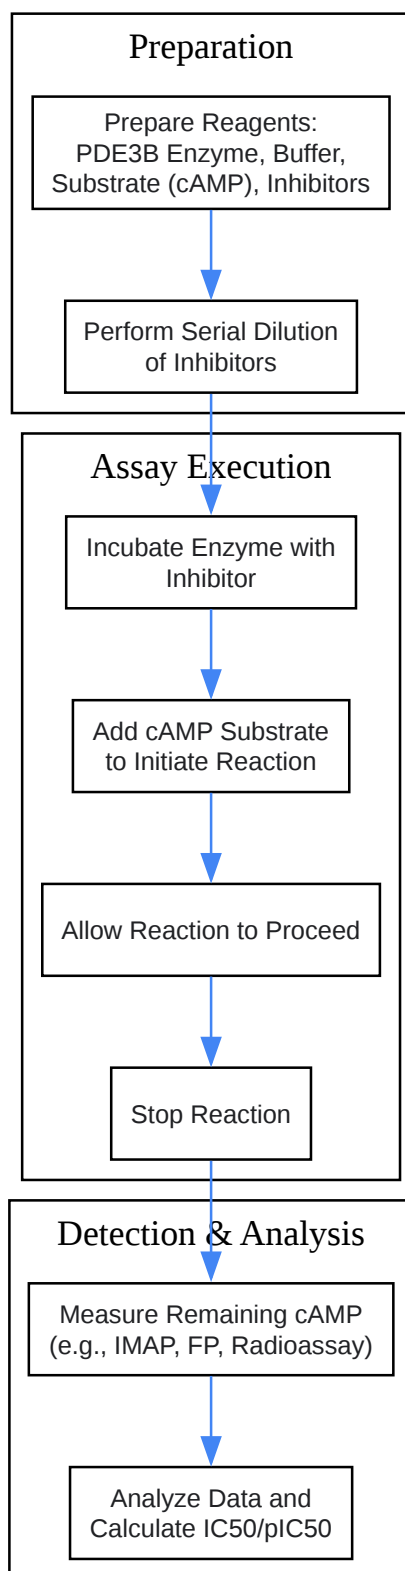 Preparation
Prepare Reagents:
PDE3B Enzyme, Buffer,
Substrate (cAMP), Inhibitors
Perform Serial Dilution
of Inhibitors
Assay Execution
Incubate Enzyme with
Inhibitor
Add cAMP Substrate
to Initiate Reaction
Allow Reaction to Proceed
Stop Reaction
Detection & Analysis
Measure Remaining cAMP
(e.g., IMAP, FP, Radioassay)
Analyze Data and
Calculate IC50/pIC50